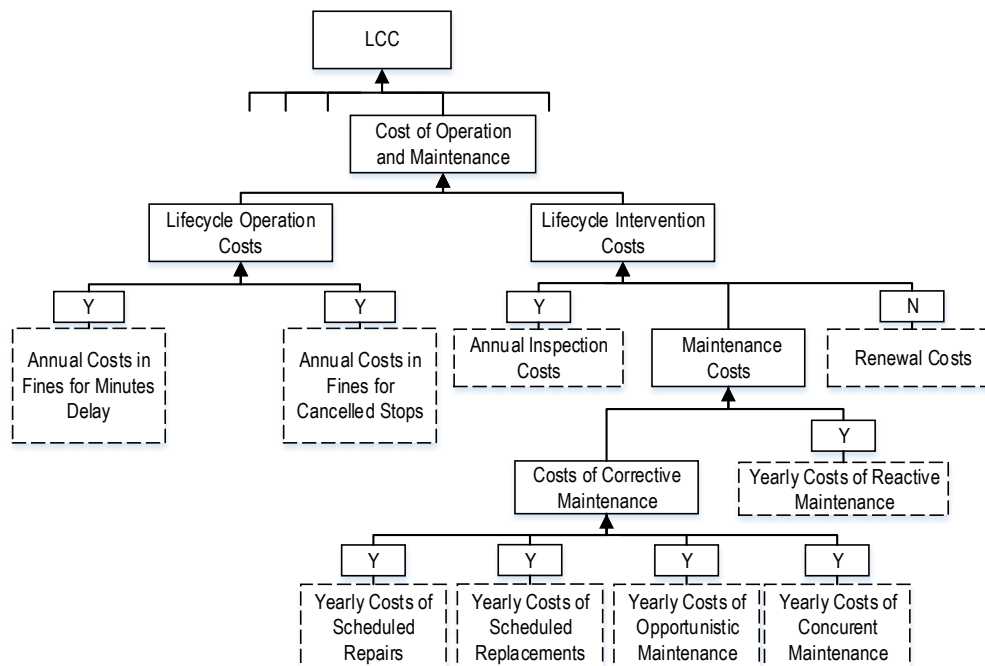 LCC
Cost of Operation
and Maintenance
Lifecycle Operation
Costs
Lifecycle Intervention
Costs
Y
Y
Y
N
Annual Costs in
Fines for Minutes
Delay
Annual Costs in
Fines for
Cancelled Stops
Annual Inspection
Costs
Maintenance
Costs
Renewal Costs
Y
Costs of Corrective
Maintenance
Yearly Costs of Reactive
Maintenance
Y
Y
Y
Y
Yearly Costs of
Scheduled
Repairs
Yearly Costs of
Scheduled
Replacements
Yearly Costs of
Opportunistic
Maintenance
Yearly Costs of
Concurent
Maintenance